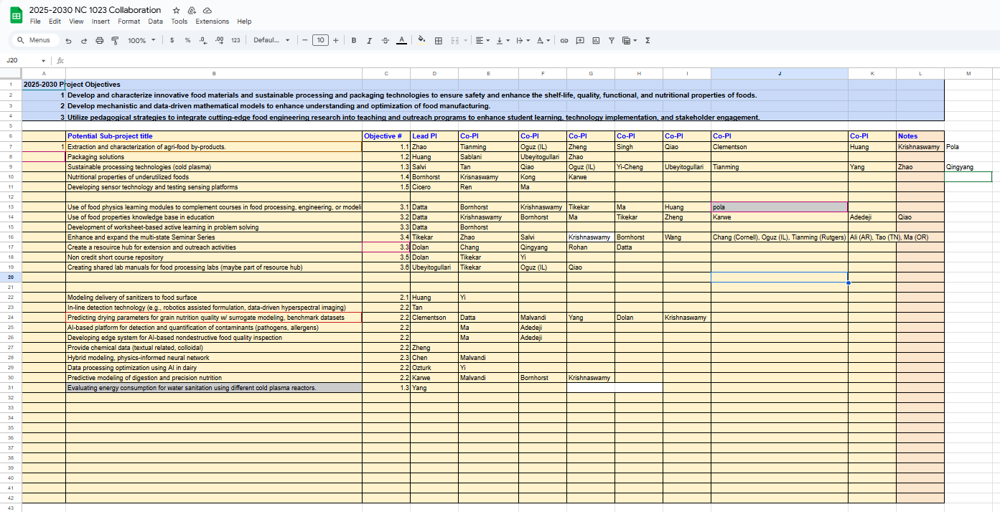 2025-2030 NC 1023 Collaboration
File Edit View Insert Format Data Tools Extensions Help
Menus 100% $ % .0 .00 123 Defaul... − 10 + B I A Σ
J20 fx
A B C D E F G H I J K L M
1 2025-2030 Project Objectives
2 1 Develop and characterize innovative food materials and sustainable processing and packaging technologies to ensure safety and enhance the shelf-life, quality, functional, and nutritional properties of foods.
3 2 Develop mechanistic and data-driven mathematical models to enhance understanding and optimization of food manufacturing.
4 3 Utilize pedagogical strategies to integrate cutting-edge food engineering research into teaching and outreach programs to enhance student learning, technology implementation, and stakeholder engagement.
5
6 Potential Sub-project title Objective # Lead PI Co-PI Co-PI Co-PI Co-PI Co-PI Co-PI Co-PI Notes
7 1 Extraction and characterization of agri-food by-products. 1.1 Zhao Tianming Oguz (IL) Zheng Singh Qiao Clementson Huang Krishnaswamy Pola
8 Packaging solutions 1.2 Huang Sablani Ubeyitogullari Zhao
9 Sustainable processing technologies (cold plasma) 1.3 Salvi Tan Qiao Oguz (IL) Yi-Cheng Ubeyitogullari Tianming Yang Zhao Qingyang
10 Nutritional properties of underutilized foods 1.4 Bornhorst Krisnaswamy Kong Karwe
11 Developing sensor technology and testing sensing platforms 1.5 Cicero Ren Ma
12
13 Use of food physics learning modules to complement courses in food processing, engineering, or modeli 3.1 Datta Bornhorst Krishnaswamy Tikekar Ma Huang pola
14 Use of food properties knowledge base in education 3.2 Datta Krishnaswamy Bornhorst Ma Tikekar Zheng Karwe Adedeji Qiao
15 Development of worksheet-based active learning in problem solving 3.3 Datta Bornhorst
16 Enhance and expand the multi-state Seminar Series 3.4 Tikekar Zhao Salvi Krishnaswamy Bornhorst Wang Chang (Cornell), Oguz (IL), Tianming (Rutgers) Ali (AR), Tao (TN), Ma (OR)
17 Create a resource hub for extension and outreach activities 3.3 Dolan Chang Qingyang Rohan Datta
18 Non credit short course repository 3.5 Dolan Tikekar Yi
19 Creating shared lab manuals for food processing labs (maybe part of resource hub) 3.6 Ubeyitogullari Tikekar Oguz (IL) Qiao
20
21
22 Modeling delivery of sanitizers to food surface 2.1 Huang Yi
23 In-line detection technology (e.g., robotics assisted formulation, data-driven hyperspectral imaging) 2.2 Tan
24 Predicting drying parameters for grain nutrition quality w/ surrogate modeling, benchmark datasets 2.2 Clementson Datta Malvandi Yang Dolan Krishnaswamy
25 AI-based platform for detection and quantification of contaminants (pathogens, allergens) 2.2 Ma Adedeji
26 Developing edge system for AI-based nondestructive food quality inspection 2.2 Ma Adedeji
27 Provide chemical data (textual related, colloidal) 2.2 Zheng
28 Hybrid modeling, physics-informed neural network 2.3 Chen Malvandi
29 Data processing optimization using AI in dairy 2.2 Ozturk Yi
30 Predictive modeling of digestion and precision nutrition 2.2 Karwe Malvandi Bornhorst Krishnaswamy
31 Evaluating energy consumption for water sanitation using different cold plasma reactors. 1.3 Yang
32
33
34
35
36
37
38
39
40
41
42
43